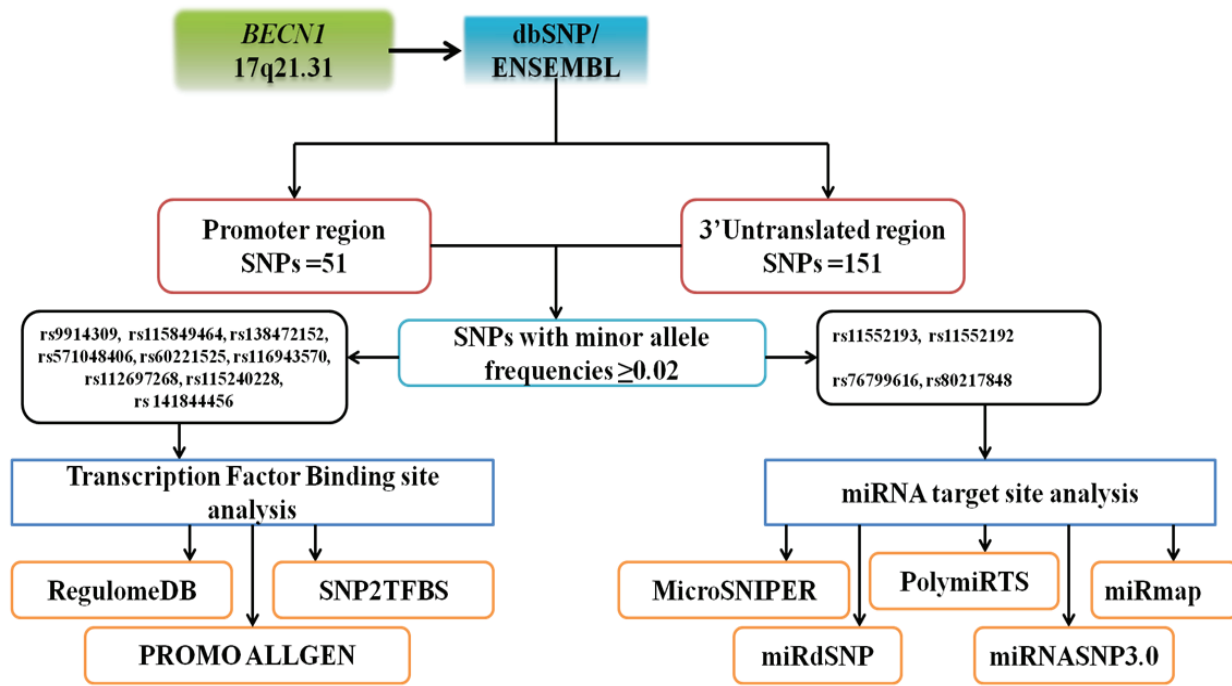 BECN1
17q21.31
dbSNP/
ENSEMBL
Promoter region
SNPs =51
3'Untranslated region
SNPs =151
rs9914309, rs115849464, rs138472152,
rs571048406, rs60221525, rs116943570,
rs112697268, rs115240228,
rs 141844456
SNPs with minor allele
frequencies ≥0.02
rs11552193, rs11552192
rs76799616, rs80217848
Transcription Factor Binding site
analysis
miRNA target site analysis
RegulomeDB
SNP2TFBS
PROMO ALLGEN
MicroSNIPER
PolymiRTS
miRmap
miRdSNP
miRNASNP3.0